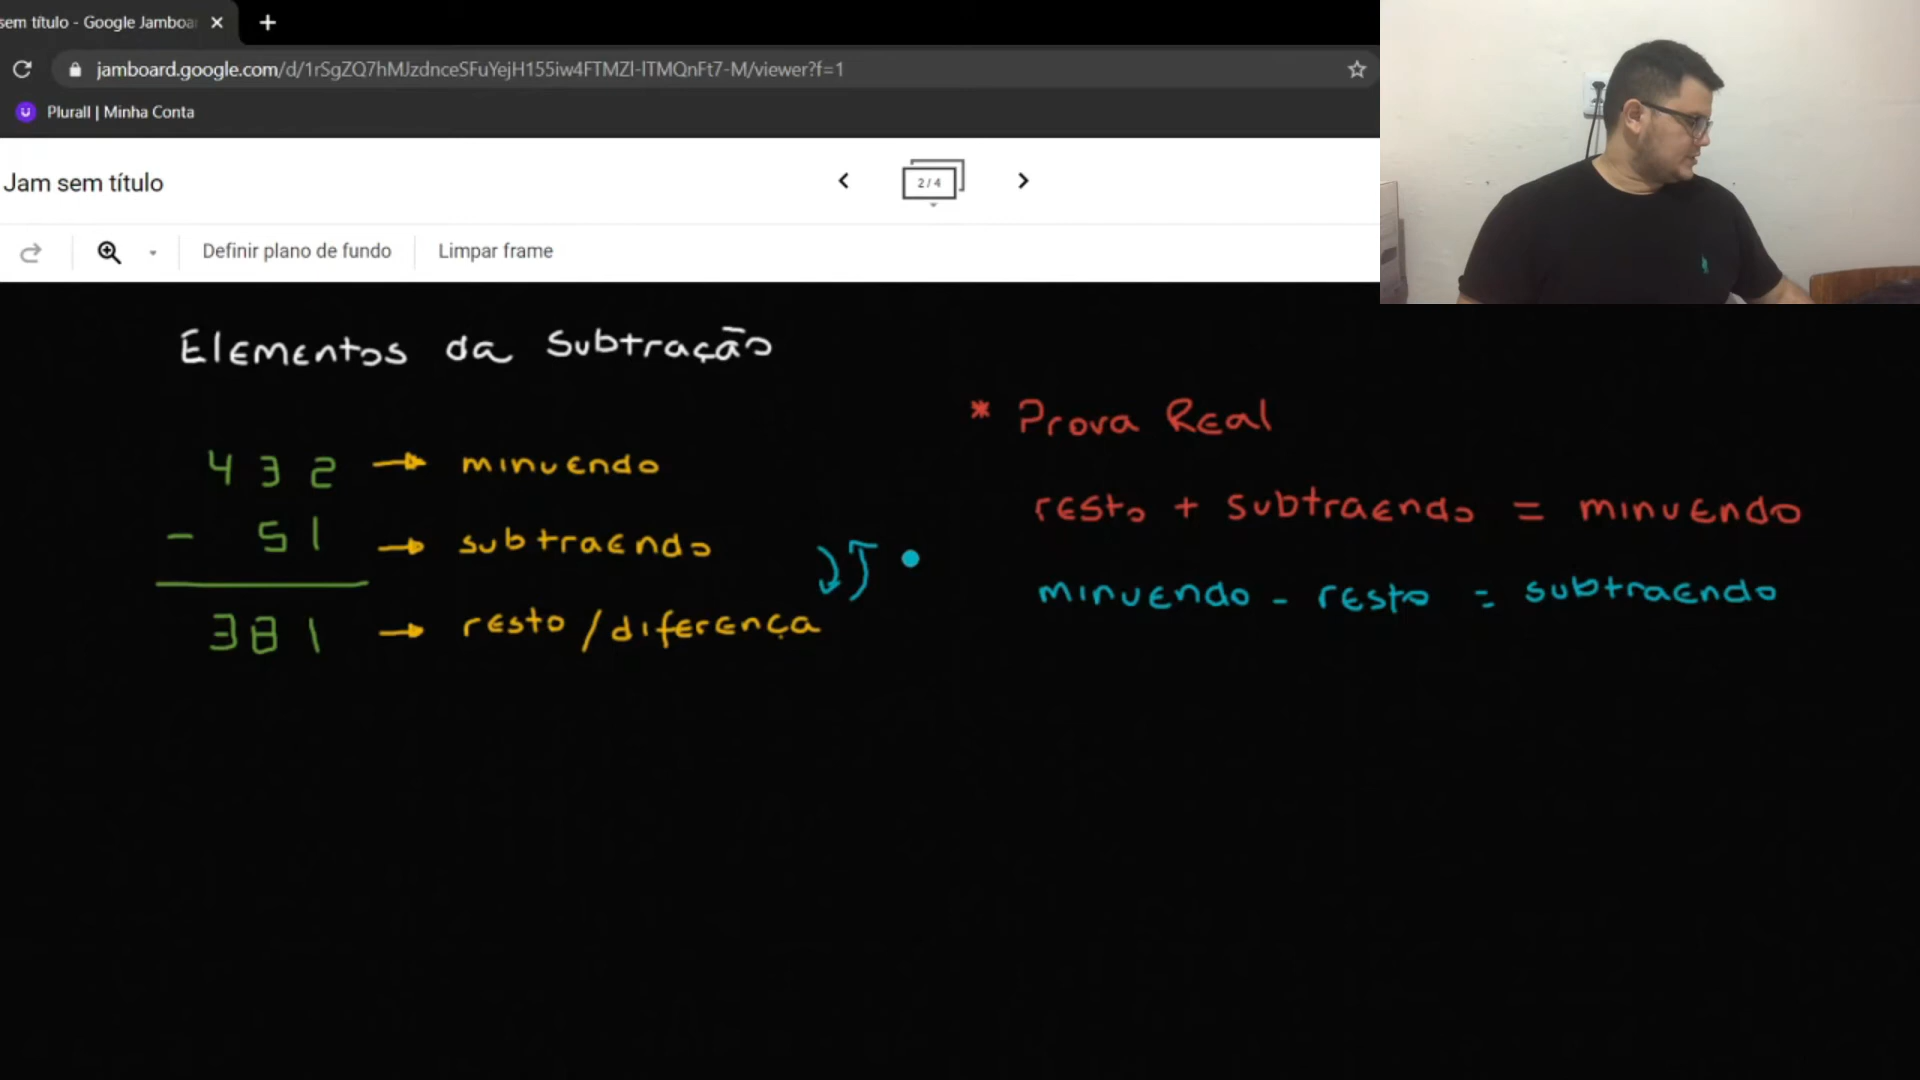 sem título - Google Jamboa
jamboard.google.com/d/1rSgZQ7hMJzdnceSFuYejH155iw4FTMZl-lTMQnFt7-M/viewer?f=1
Plurall | Minha Conta
Jam sem título
2 / 4
Definir plano de fundo
Limpar frame
Elementos da Subtração
* Prova Real
432 → minuendo
resto + subtraendo = minuendo
- 51 → subtraendo
minuendo - resto = subtraendo
381 → resto / diferença